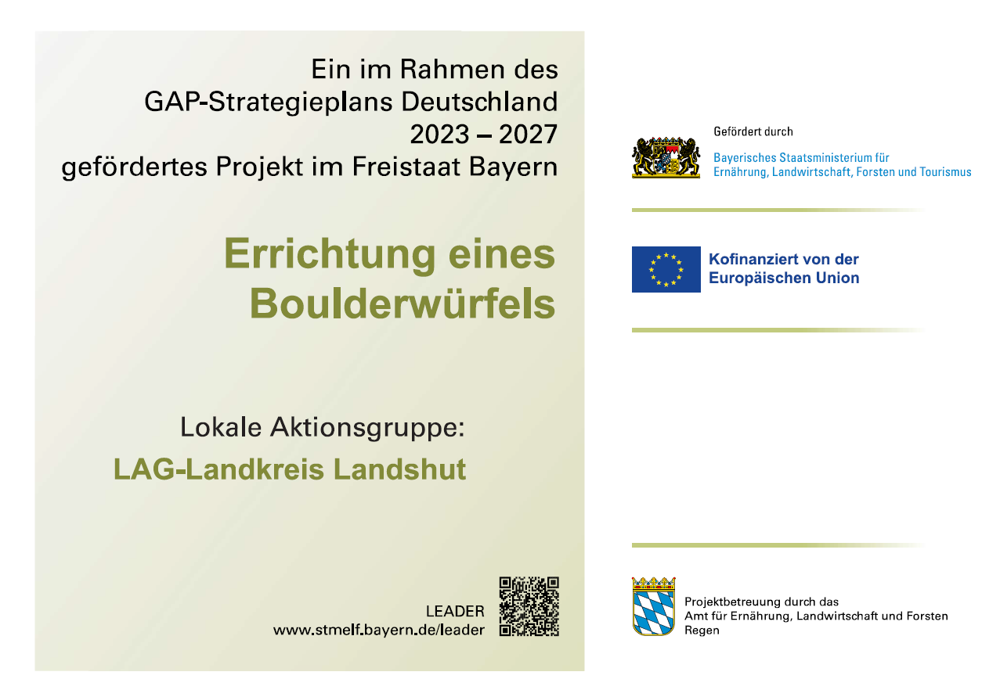 Ein im Rahmen des
GAP-Strategieplans Deutschland
2023 – 2027
gefördertes Projekt im Freistaat Bayern
Errichtung eines
Boulderwürfels
Lokale Aktionsgruppe:
LAG-Landkreis Landshut
LEADER
www.stmelf.bayern.de/leader
Gefördert durch
Bayerisches Staatsministerium für
Ernährung, Landwirtschaft, Forsten und Tourismus
Kofinanziert von der
Europäischen Union
Projektbetreuung durch das
Amt für Ernährung, Landwirtschaft und Forsten
Regen